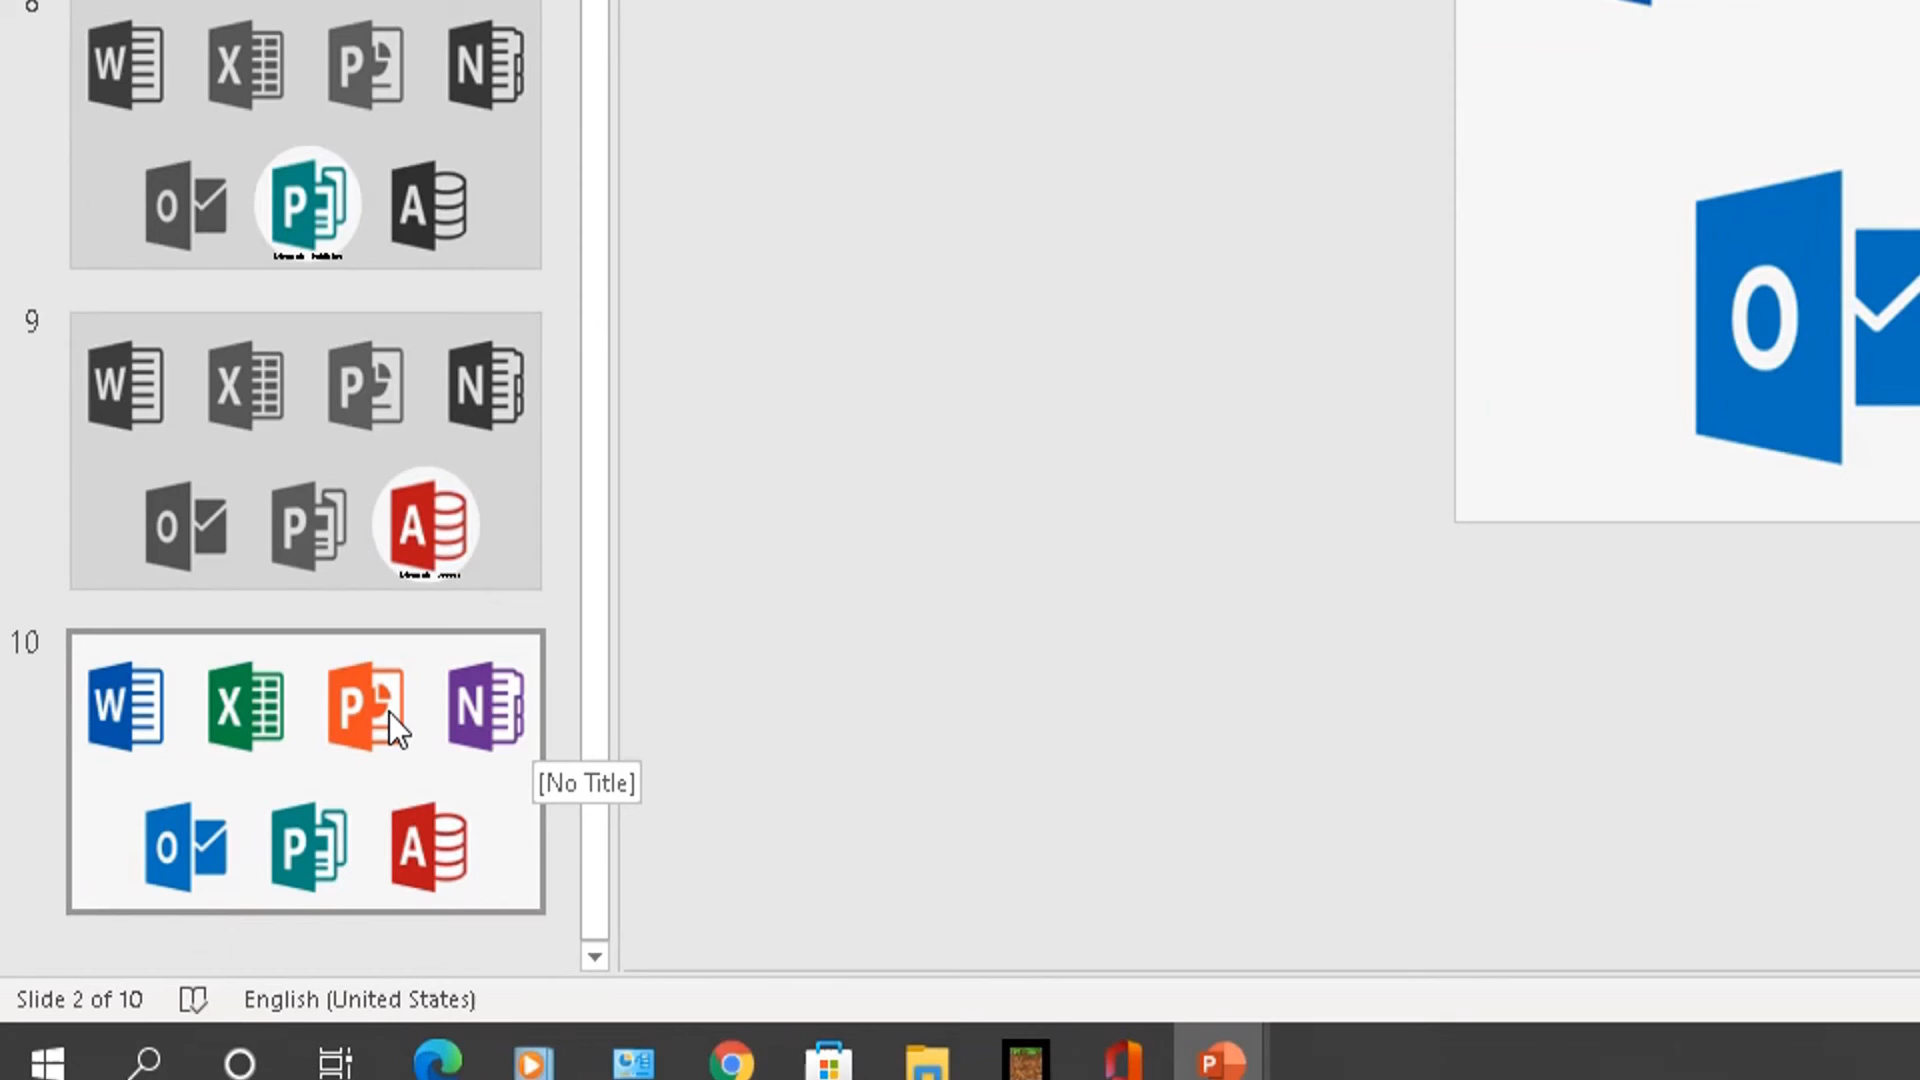 8
W X P N
O P A
9
W X P N
O P A
10
W X P N
[No Title]
O P A
O
Slide 2 of 10 English (United States)
P